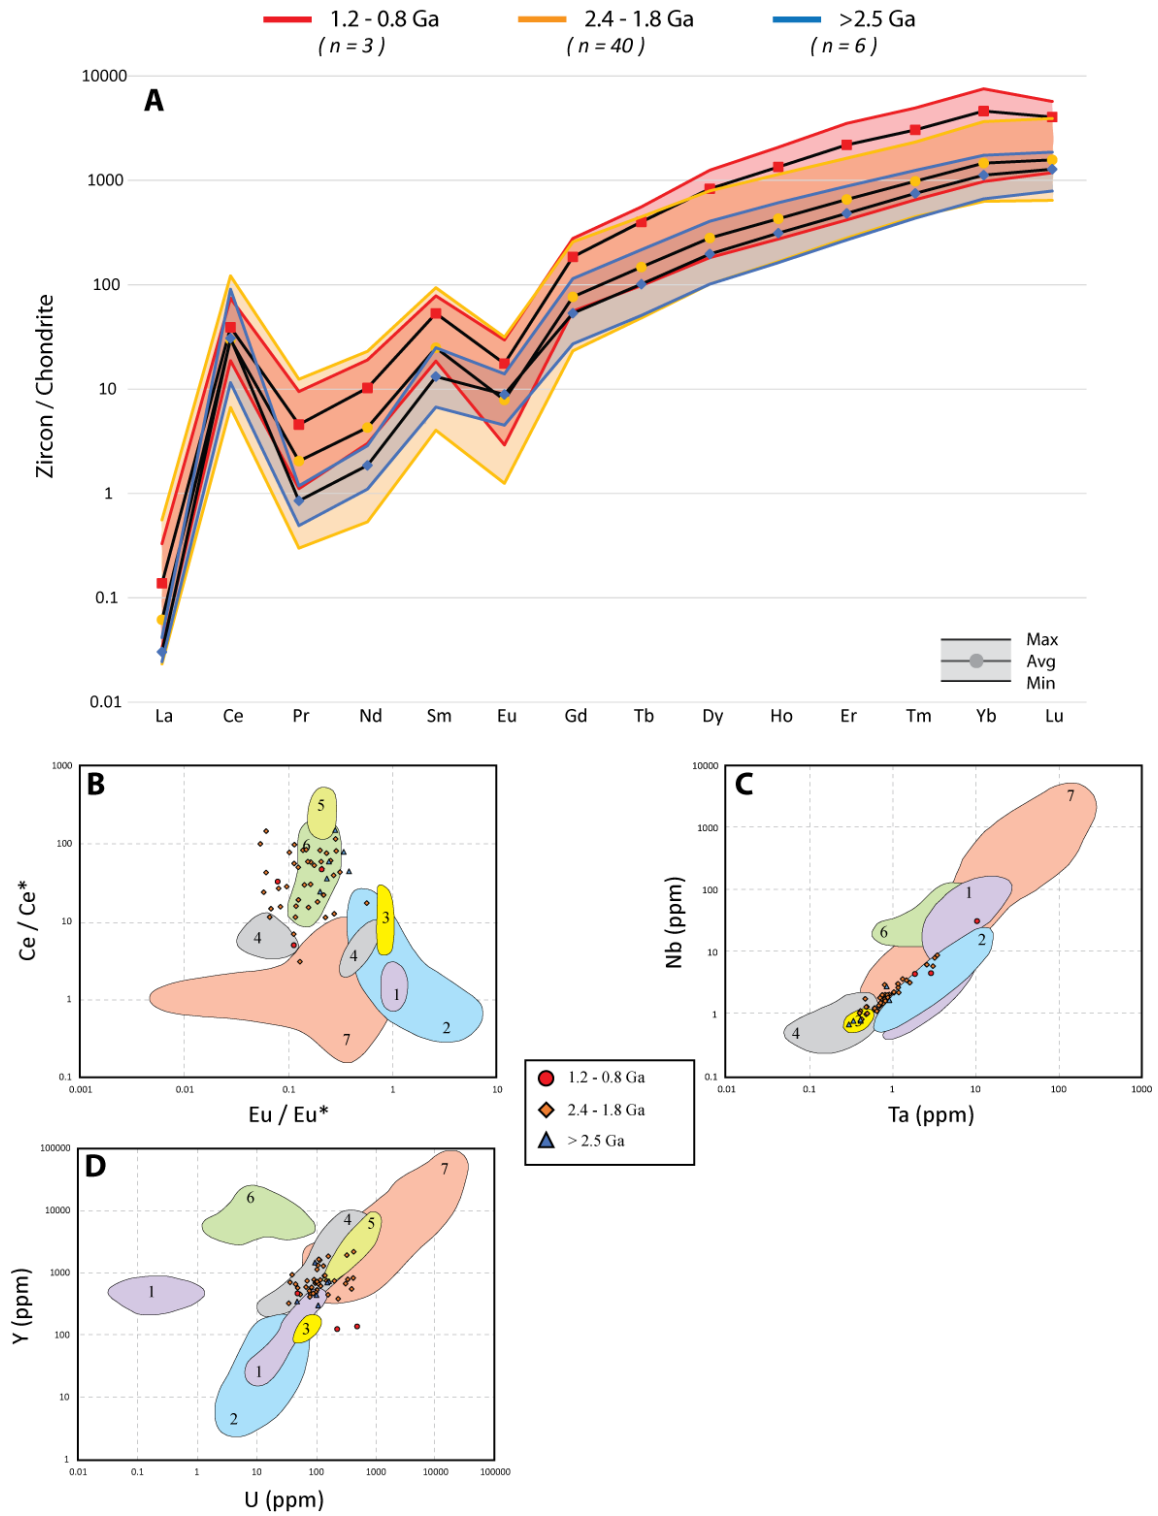 1.2 - 0.8 Ga 2.4 - 1.8 Ga >2.5 Ga
( n = 3 ) ( n = 40 ) ( n = 6 )
A
Zircon / Chondrite
10000
1000
100
10
1
0.1
0.01
Max
Avg
Min
La Ce Pr Nd Sm Eu Gd Tb Dy Ho Er Tm Yb Lu
B
Ce / Ce*
1000
100
10
1
0.1
5
6
3
4
4
1
2
7
0.001 0.01 0.1 1 10
Eu / Eu*
C
Nb (ppm)
10000
1000
100
10
1
0.1
7
1
6
2
4
0.01 0.1 1 10 100 1000
Ta (ppm)
1.2 - 0.8 Ga
2.4 - 1.8 Ga
> 2.5 Ga
D
Y (ppm)
100000
10000
1000
100
10
1
7
6
4
5
1
3
1
2
0.01 0.1 1 10 100 1000 10000 100000
U (ppm)